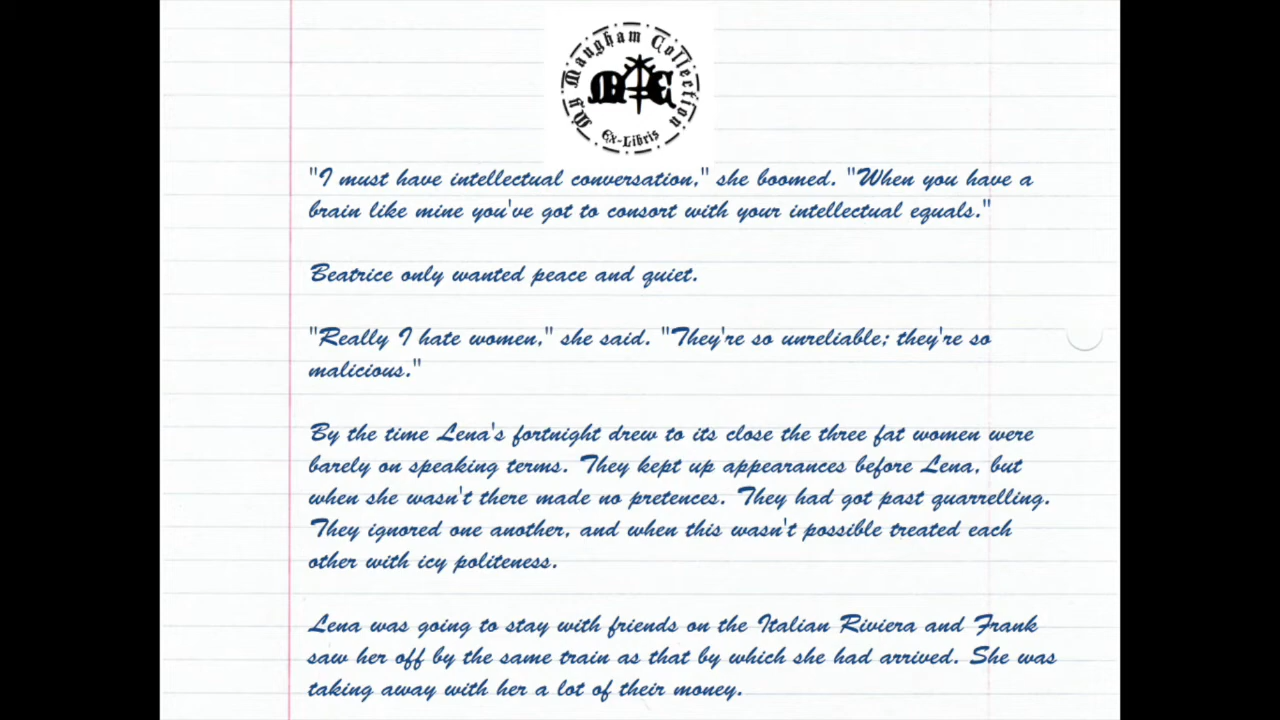 My Maugham Collection
M E
Ex-Libris
"I must have intellectual conversation," she boomed. "When you have a
brain like mine you've got to consort with your intellectual equals."
Beatrice only wanted peace and quiet.
"Really I hate women," she said. "They're so unreliable; they're so
malicious."
By the time Lena's fortnight drew to its close the three fat women were
barely on speaking terms. They kept up appearances before Lena, but
when she wasn't there made no pretences. They had got past quarrelling.
They ignored one another, and when this wasn't possible treated each
other with icy politeness.
Lena was going to stay with friends on the Italian Riviera and Frank
saw her off by the same train as that by which she had arrived. She was
taking away with her a lot of their money.